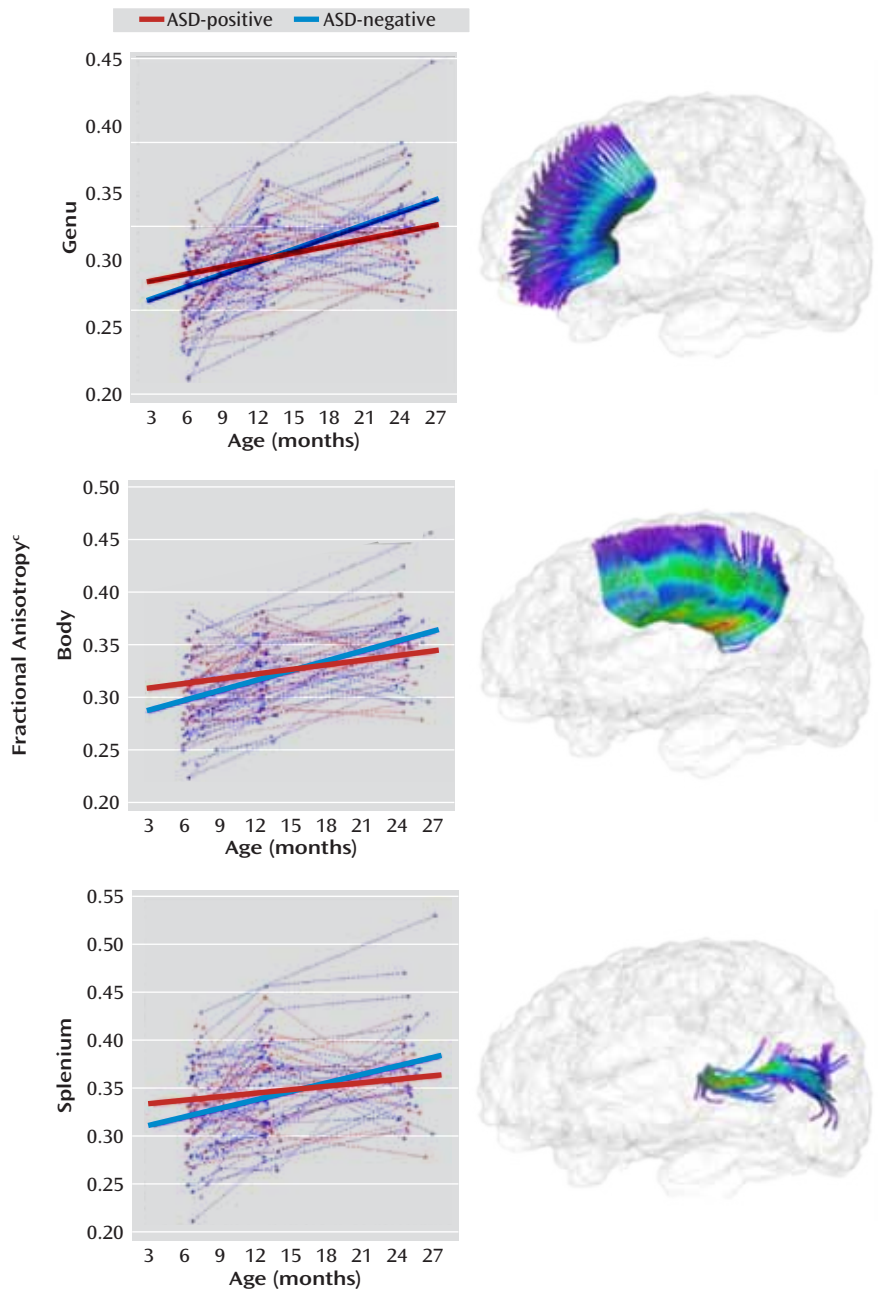 ASD-positive ASD-negative
0.45
0.40
0.35
0.30
0.25
0.20
Genu
3 6 9 12 15 18 21 24 27
Age (months)
Fractional Anisotropyᶜ
0.50
0.45
0.40
0.35
0.30
0.25
0.20
Body
3 6 9 12 15 18 21 24 27
Age (months)
0.55
0.50
0.45
0.40
0.35
0.30
0.25
0.20
Splenium
3 6 9 12 15 18 21 24 27
Age (months)